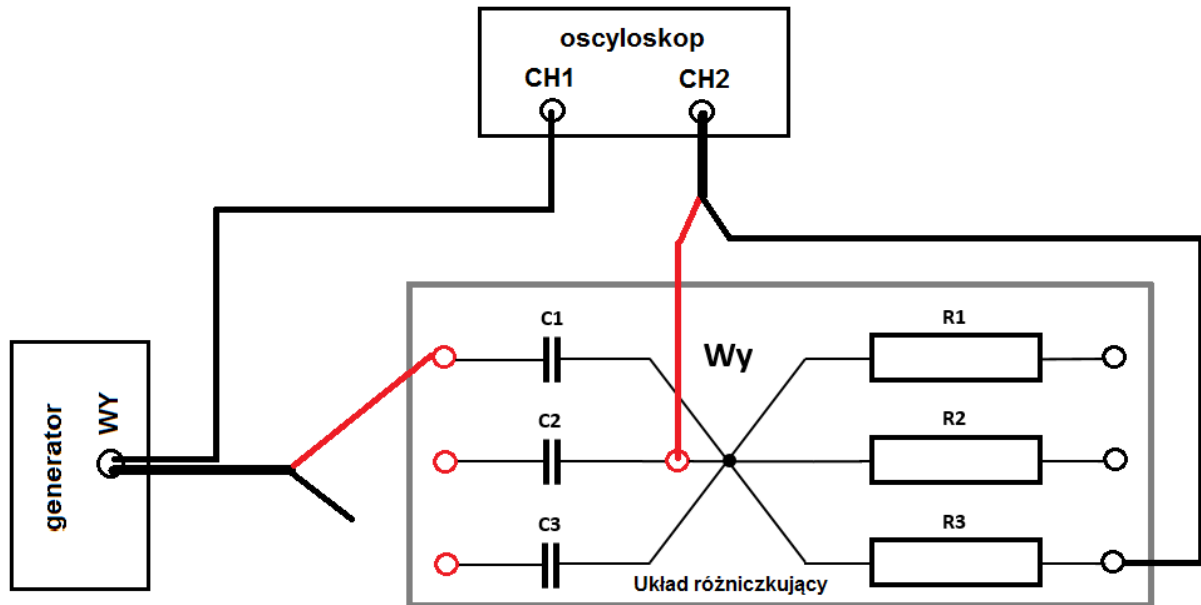 oscyloskop
CH1
CH2
generator
WY
C1
C2
C3
Wy
R1
R2
R3
Układ różniczkujący